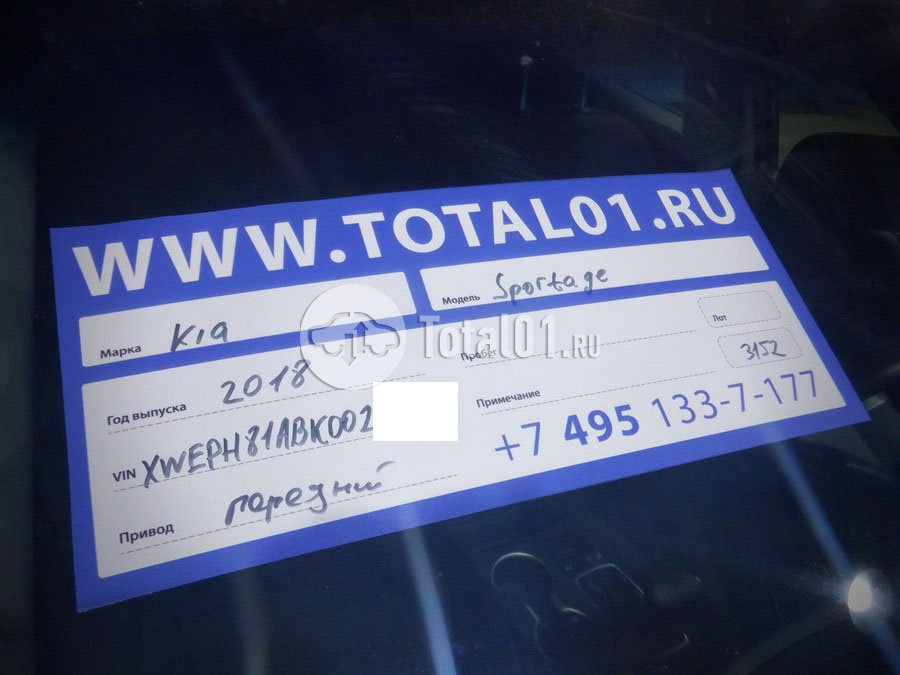 WWW.TOTAL01.RU
Марка Kia
Модель Sportage
Год выпуска 2018
Пробег
Лот
3152
VIN XWEPH81ABK002
Примечание
Привод передний
+7 495 133-7-177
Total01.RU